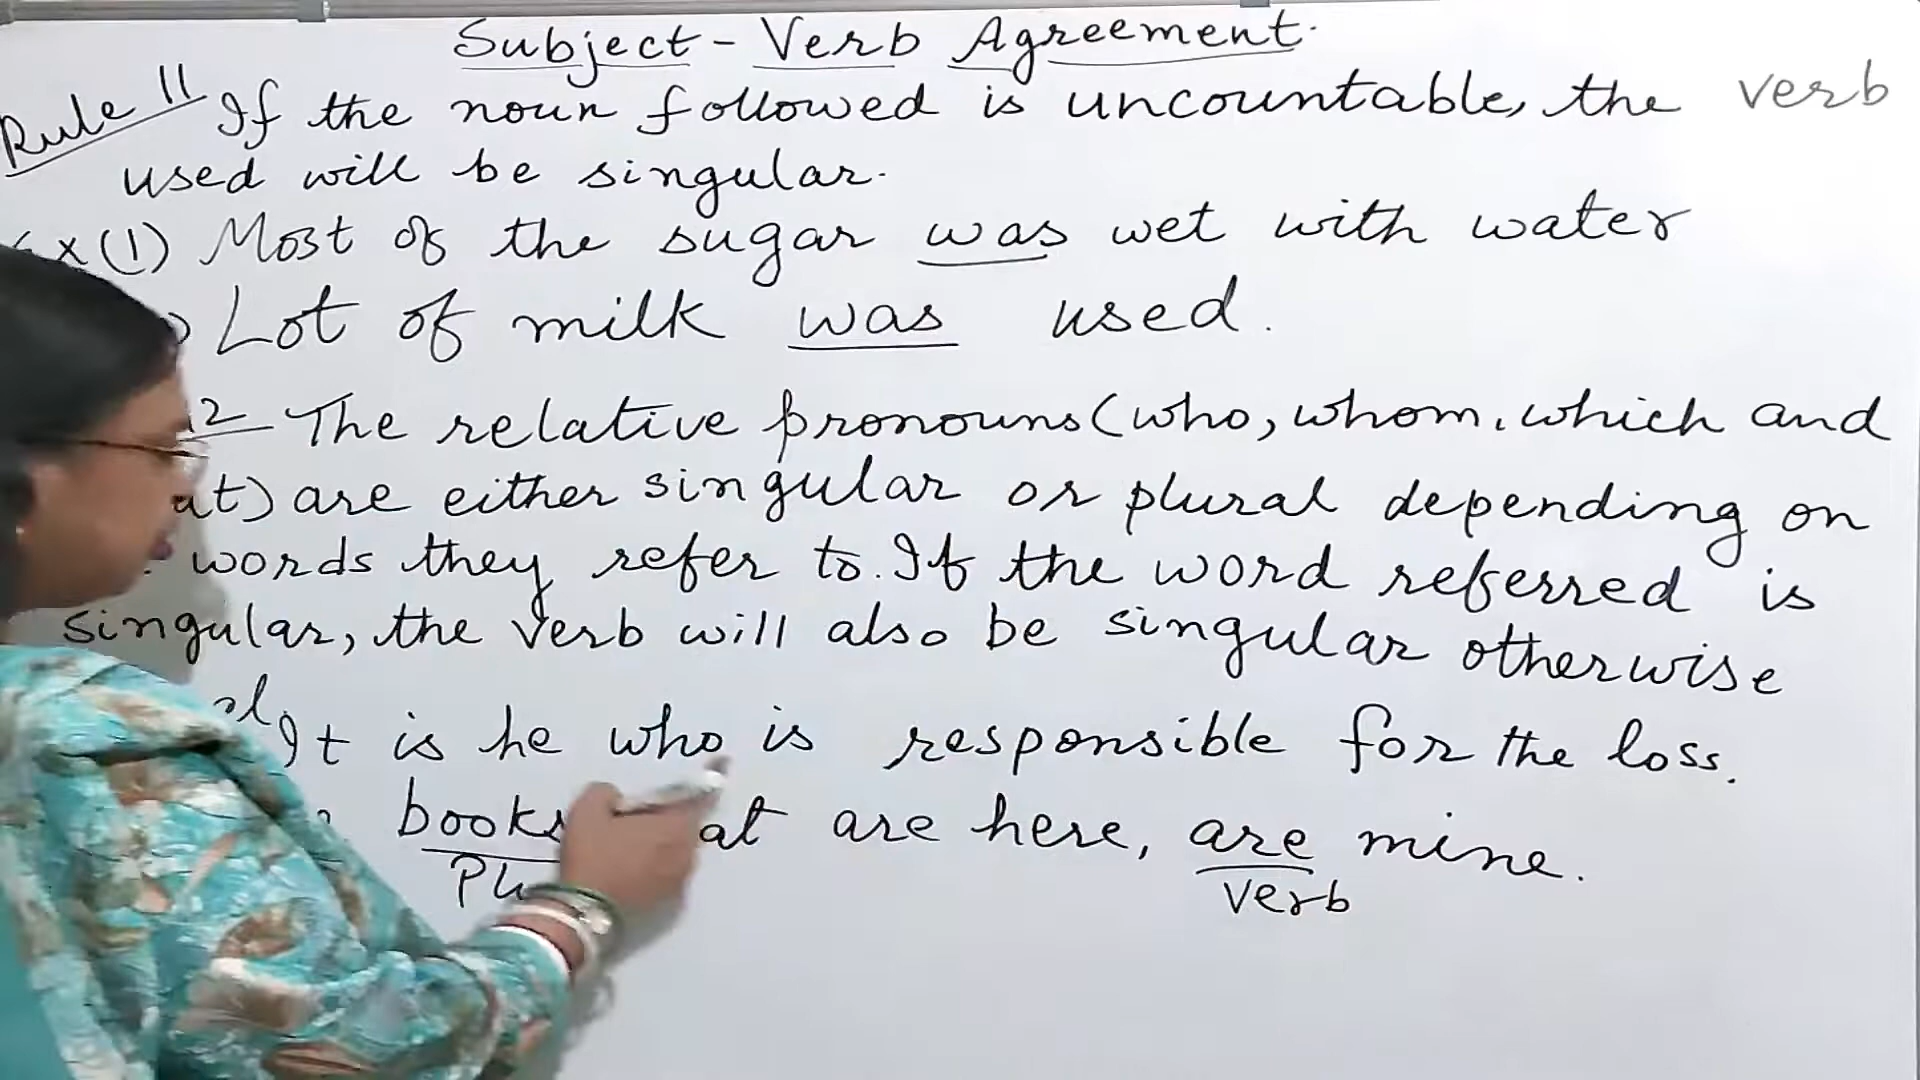 Subject - Verb Agreement.
Rule 11 If the noun followed is uncountable, the verb
used will be singular.
Ex (1) Most of the sugar was wet with water
Lot of milk was used.
2 The relative pronouns (who, whom, which and
at) are either singular or plural depending on
words they refer to. If the word referred is
singular, the verb will also be singular otherwise
It is he who is responsible for the loss.
books at are here, are mine.
verb